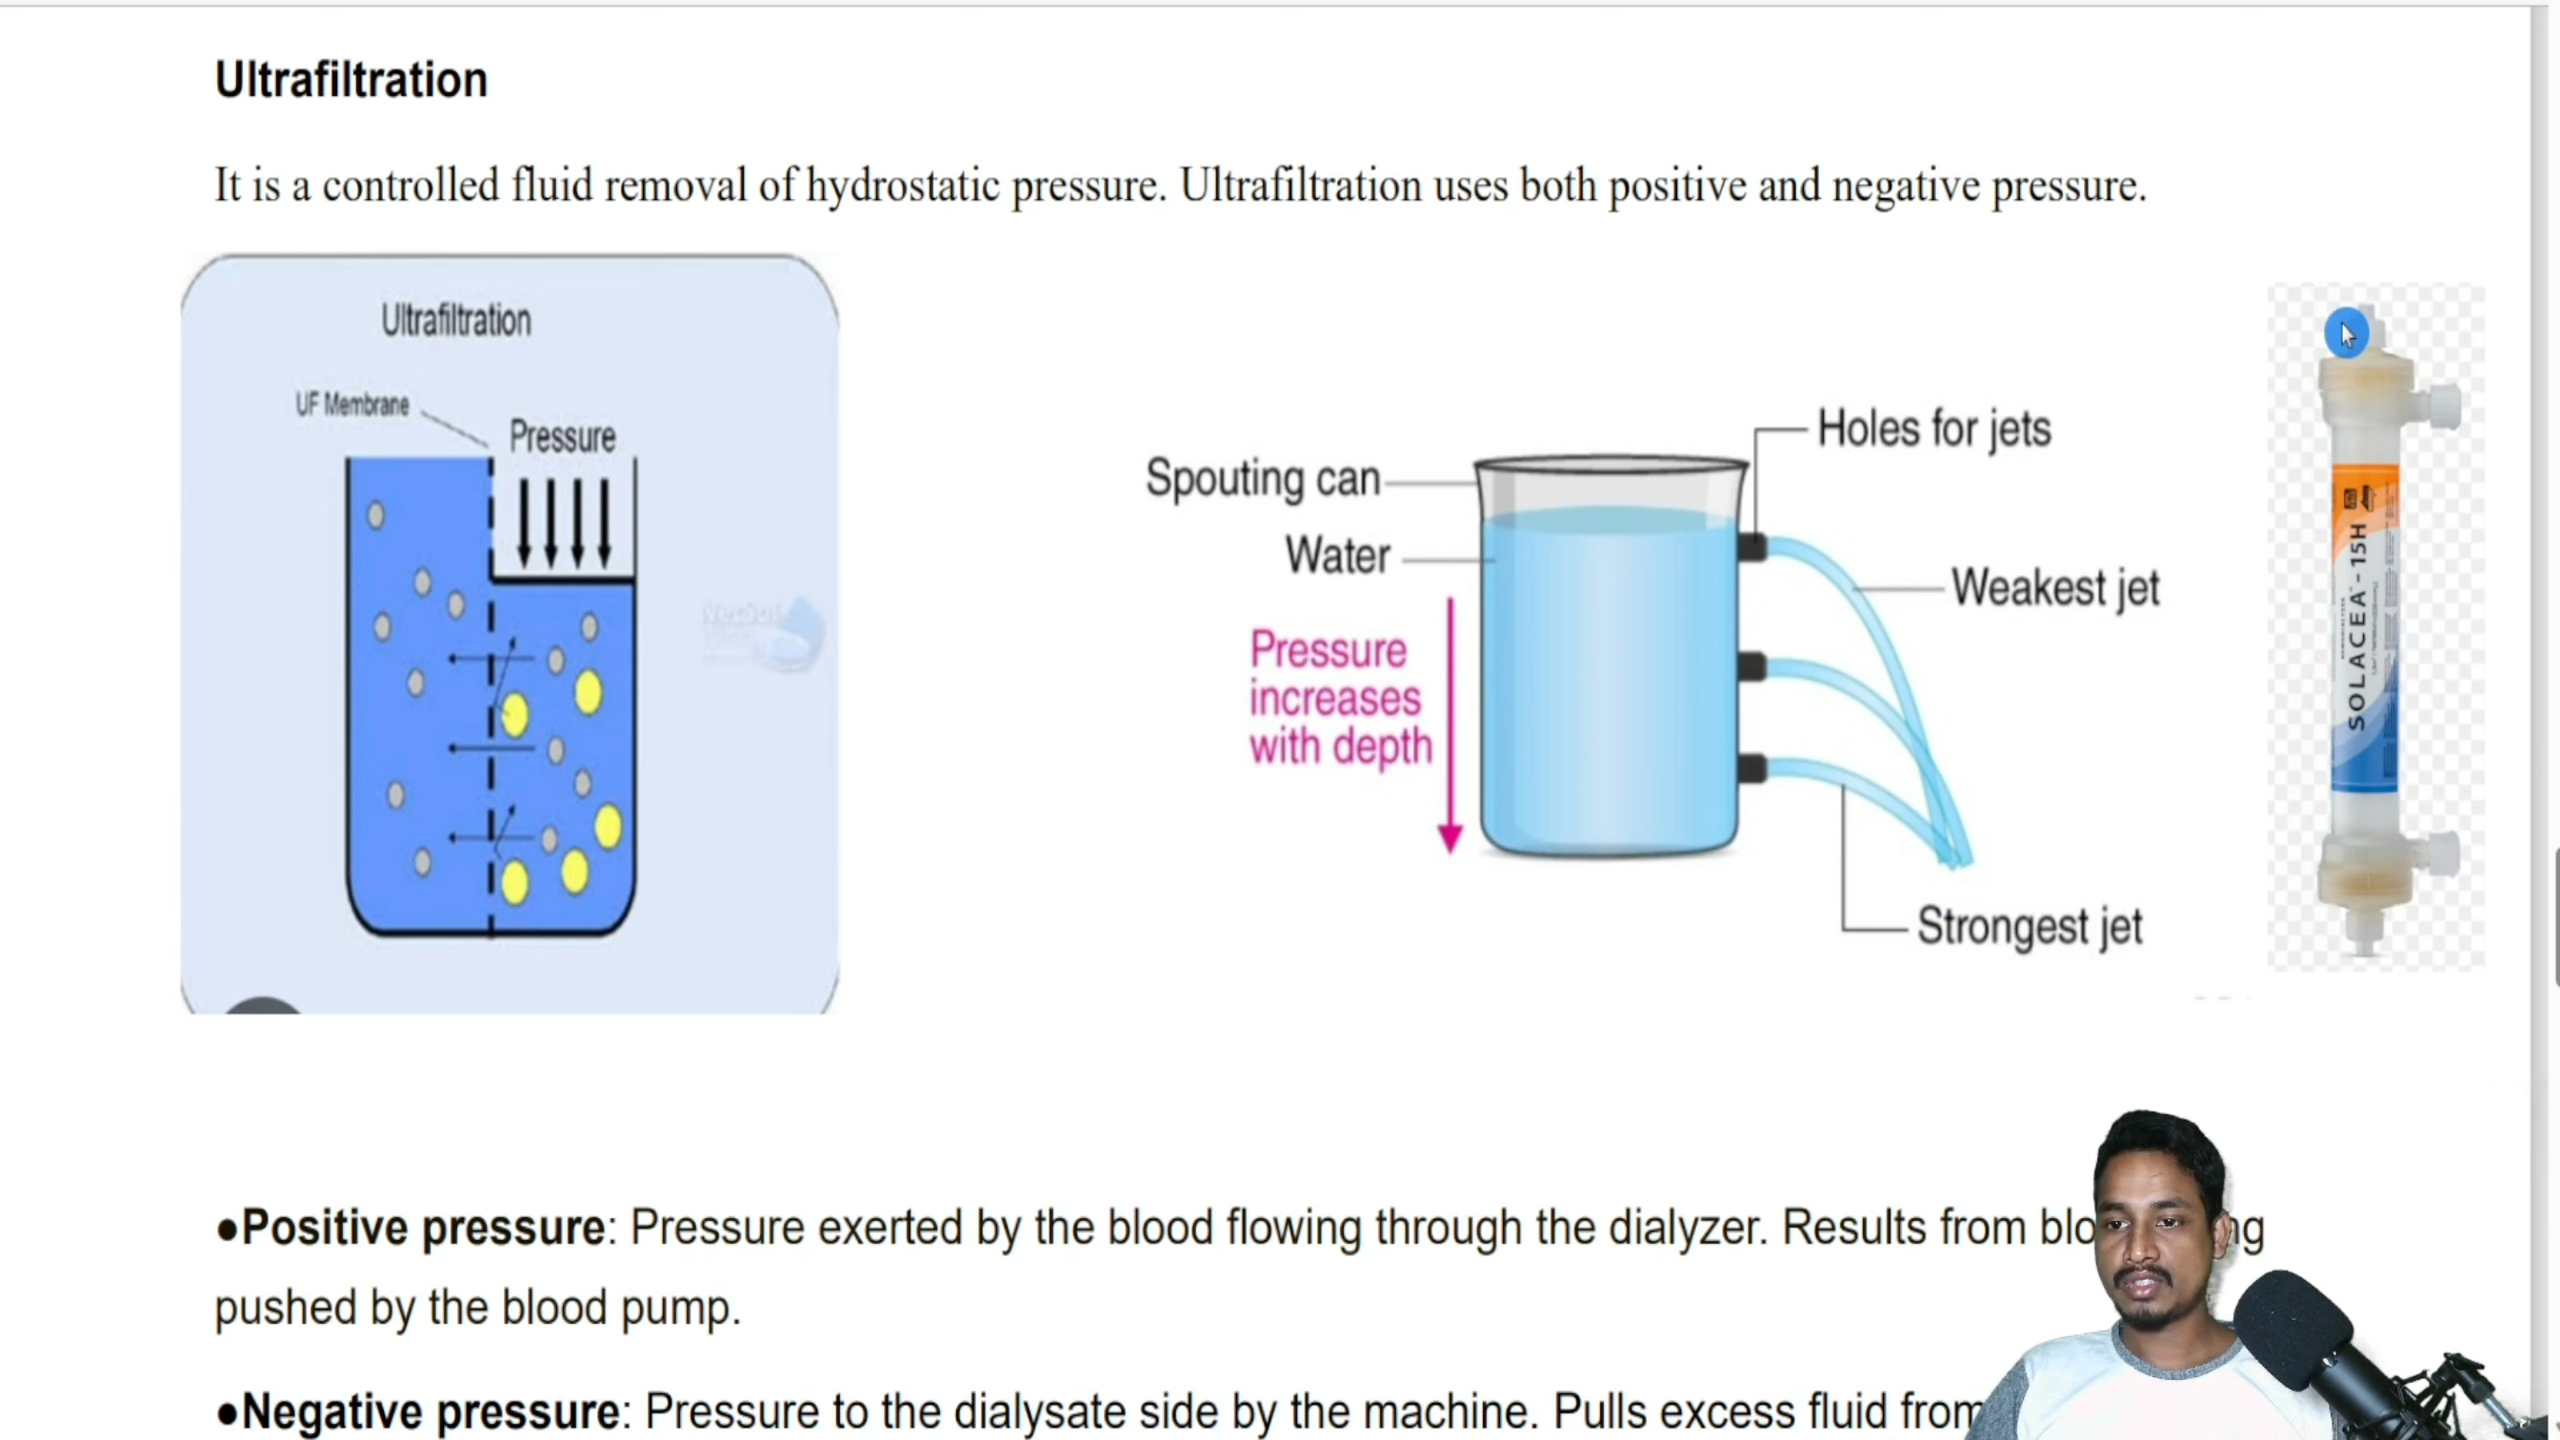 Ultrafiltration
It is a controlled fluid removal of hydrostatic pressure. Ultrafiltration uses both positive and negative pressure.
Ultrafiltration
UF Membrane
Pressure
NetSol
Spouting can
Water
Pressure
increases
with depth
Holes for jets
Weakest jet
Strongest jet
SOLACEA - 15H
●Positive pressure: Pressure exerted by the blood flowing through the dialyzer. Results from
pushed by the blood pump.
●Negative pressure: Pressure to the dialysate side by the machine. Pulls excess fluid from